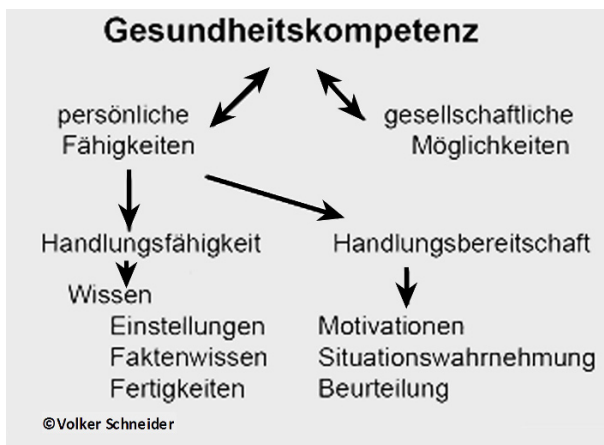 Gesundheitskompetenz
persönliche
Fähigkeiten
gesellschaftliche
Möglichkeiten
Handlungsfähigkeit
Handlungsbereitschaft
Wissen
Einstellungen
Faktenwissen
Fertigkeiten
Motivationen
Situationswahrnehmung
Beurteilung
©Volker Schneider